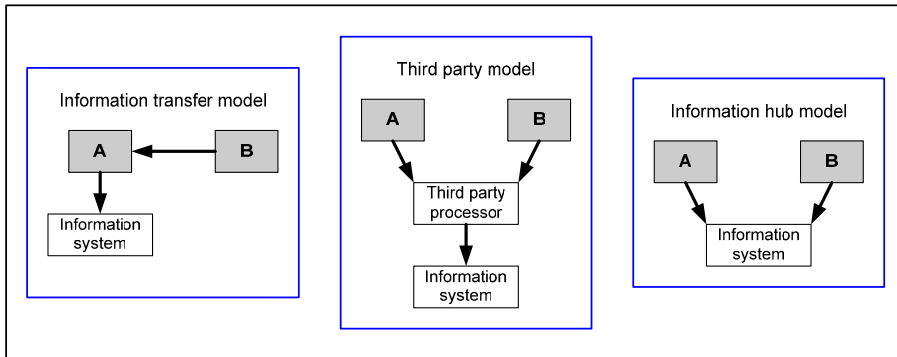 Information transfer model
A
B
Information
system
Third party model
A
B
Third party
processor
Information
system
Information hub model
A
B
Information
system